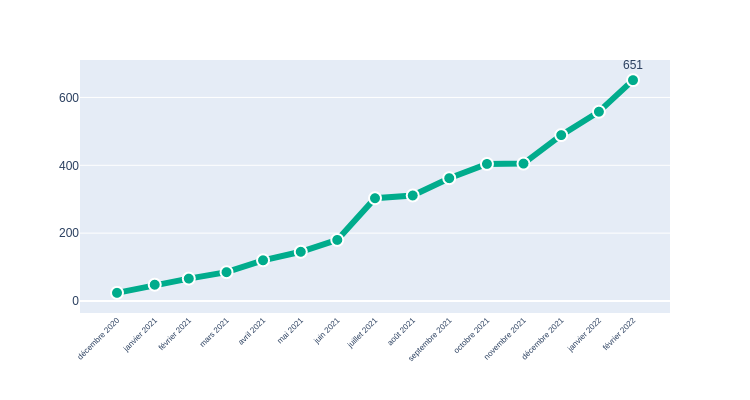 651
600
400
200
0
décembre 2020
janvier 2021
février 2021
mars 2021
avril 2021
mai 2021
juin 2021
juillet 2021
août 2021
septembre 2021
octobre 2021
novembre 2021
décembre 2021
janvier 2022
février 2022